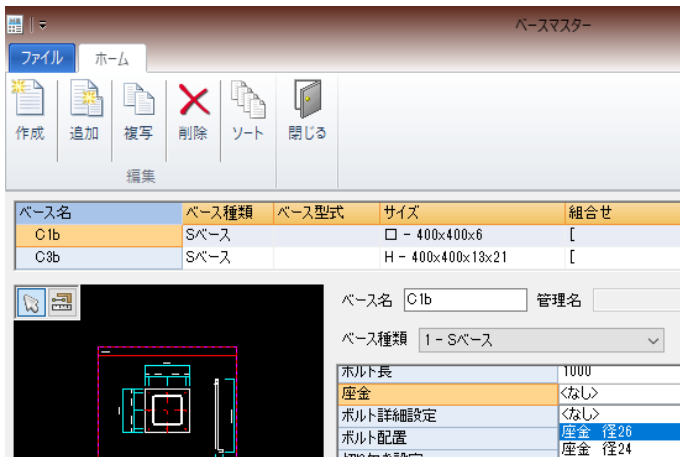 ベースマスター
ファイル ホーム
作成 追加 複写 削除 ソート 閉じる
編集
ベース名 ベース種類 ベース型式 サイズ 組合せ
C1b Sベース ロ - 400x400x6 [
C3b Sベース H - 400x400x13x21 [
ベース名 C1b 管理名
ベース種類 1 - Sベース
ボルト長 1000
座金 <なし>
ボルト詳細設定 <なし>
ボルト配置 座金 径26
座金 径24